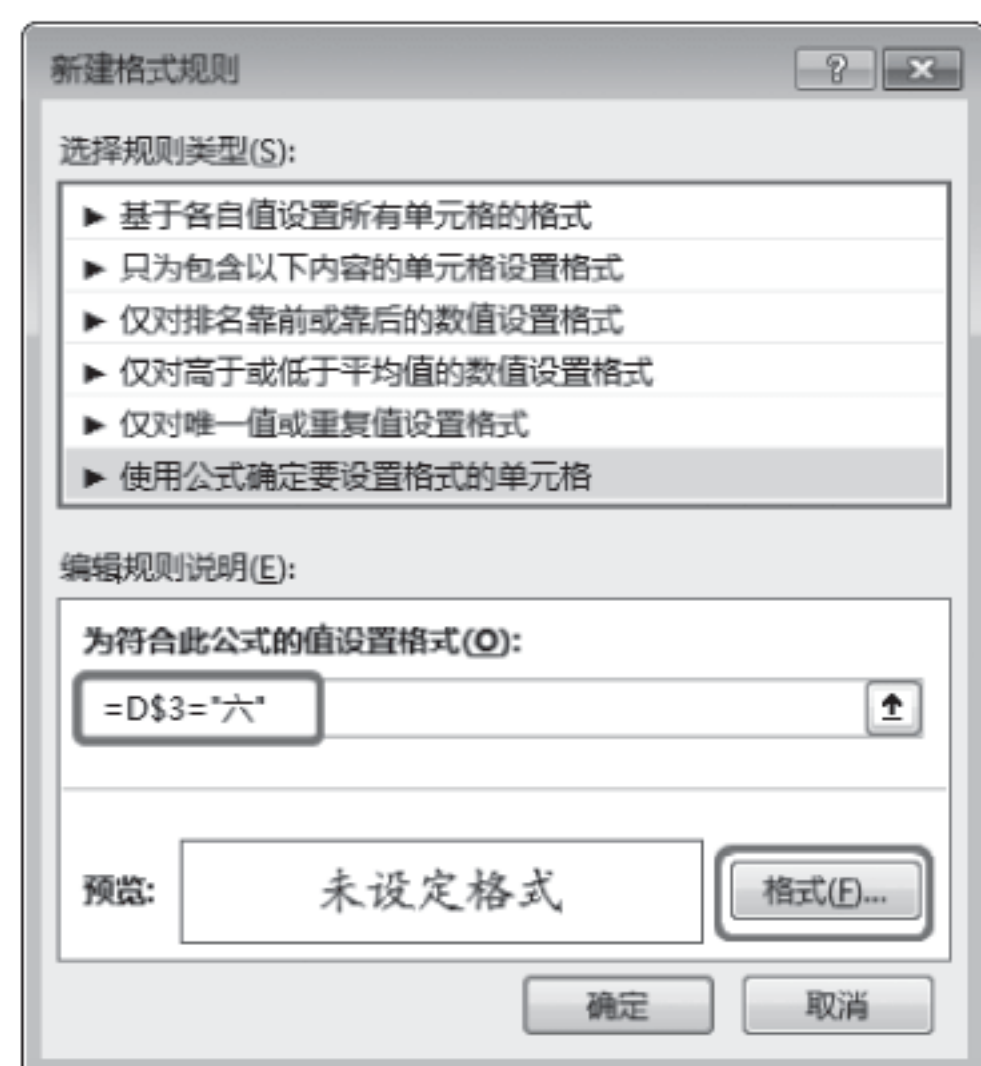 新建格式规则
选择规则类型(S):
► 基于各自值设置所有单元格的格式
► 只为包含以下内容的单元格设置格式
► 仅对排名靠前或靠后的数值设置格式
► 仅对高于或低于平均值的数值设置格式
► 仅对唯一值或重复值设置格式
► 使用公式确定要设置格式的单元格
编辑规则说明(E):
为符合此公式的值设置格式(O):
=D$3="六"
预览: 未设定格式 格式(F)...
确定 取消